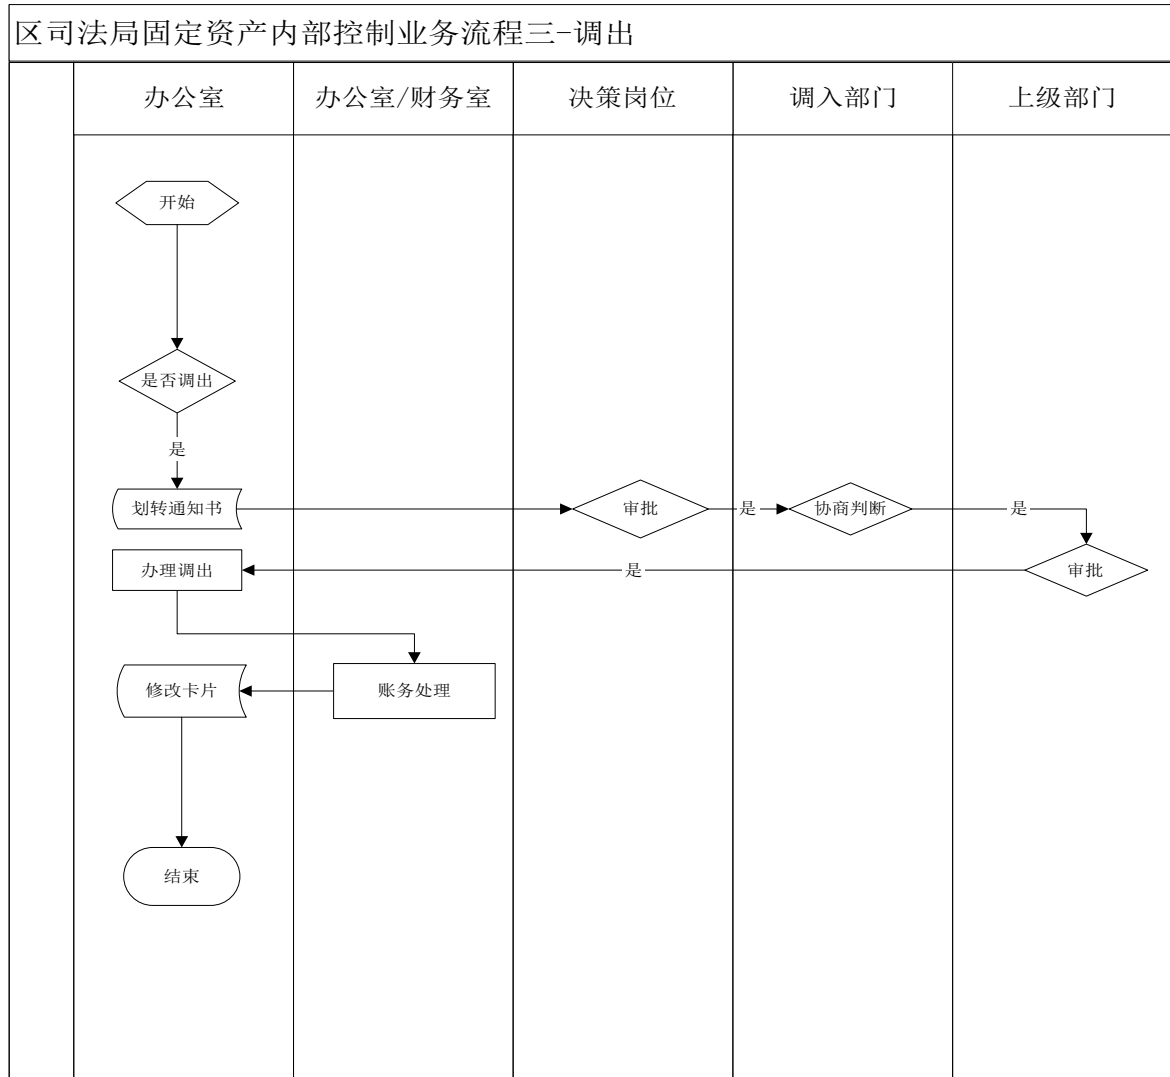 区司法局固定资产内部控制业务流程三-调出
办公室
办公室/财务室
决策岗位
调入部门
上级部门
开始
是否调出
是
划转通知书
审批
是
协商判断
是
办理调出
是
审批
修改卡片
账务处理
结束